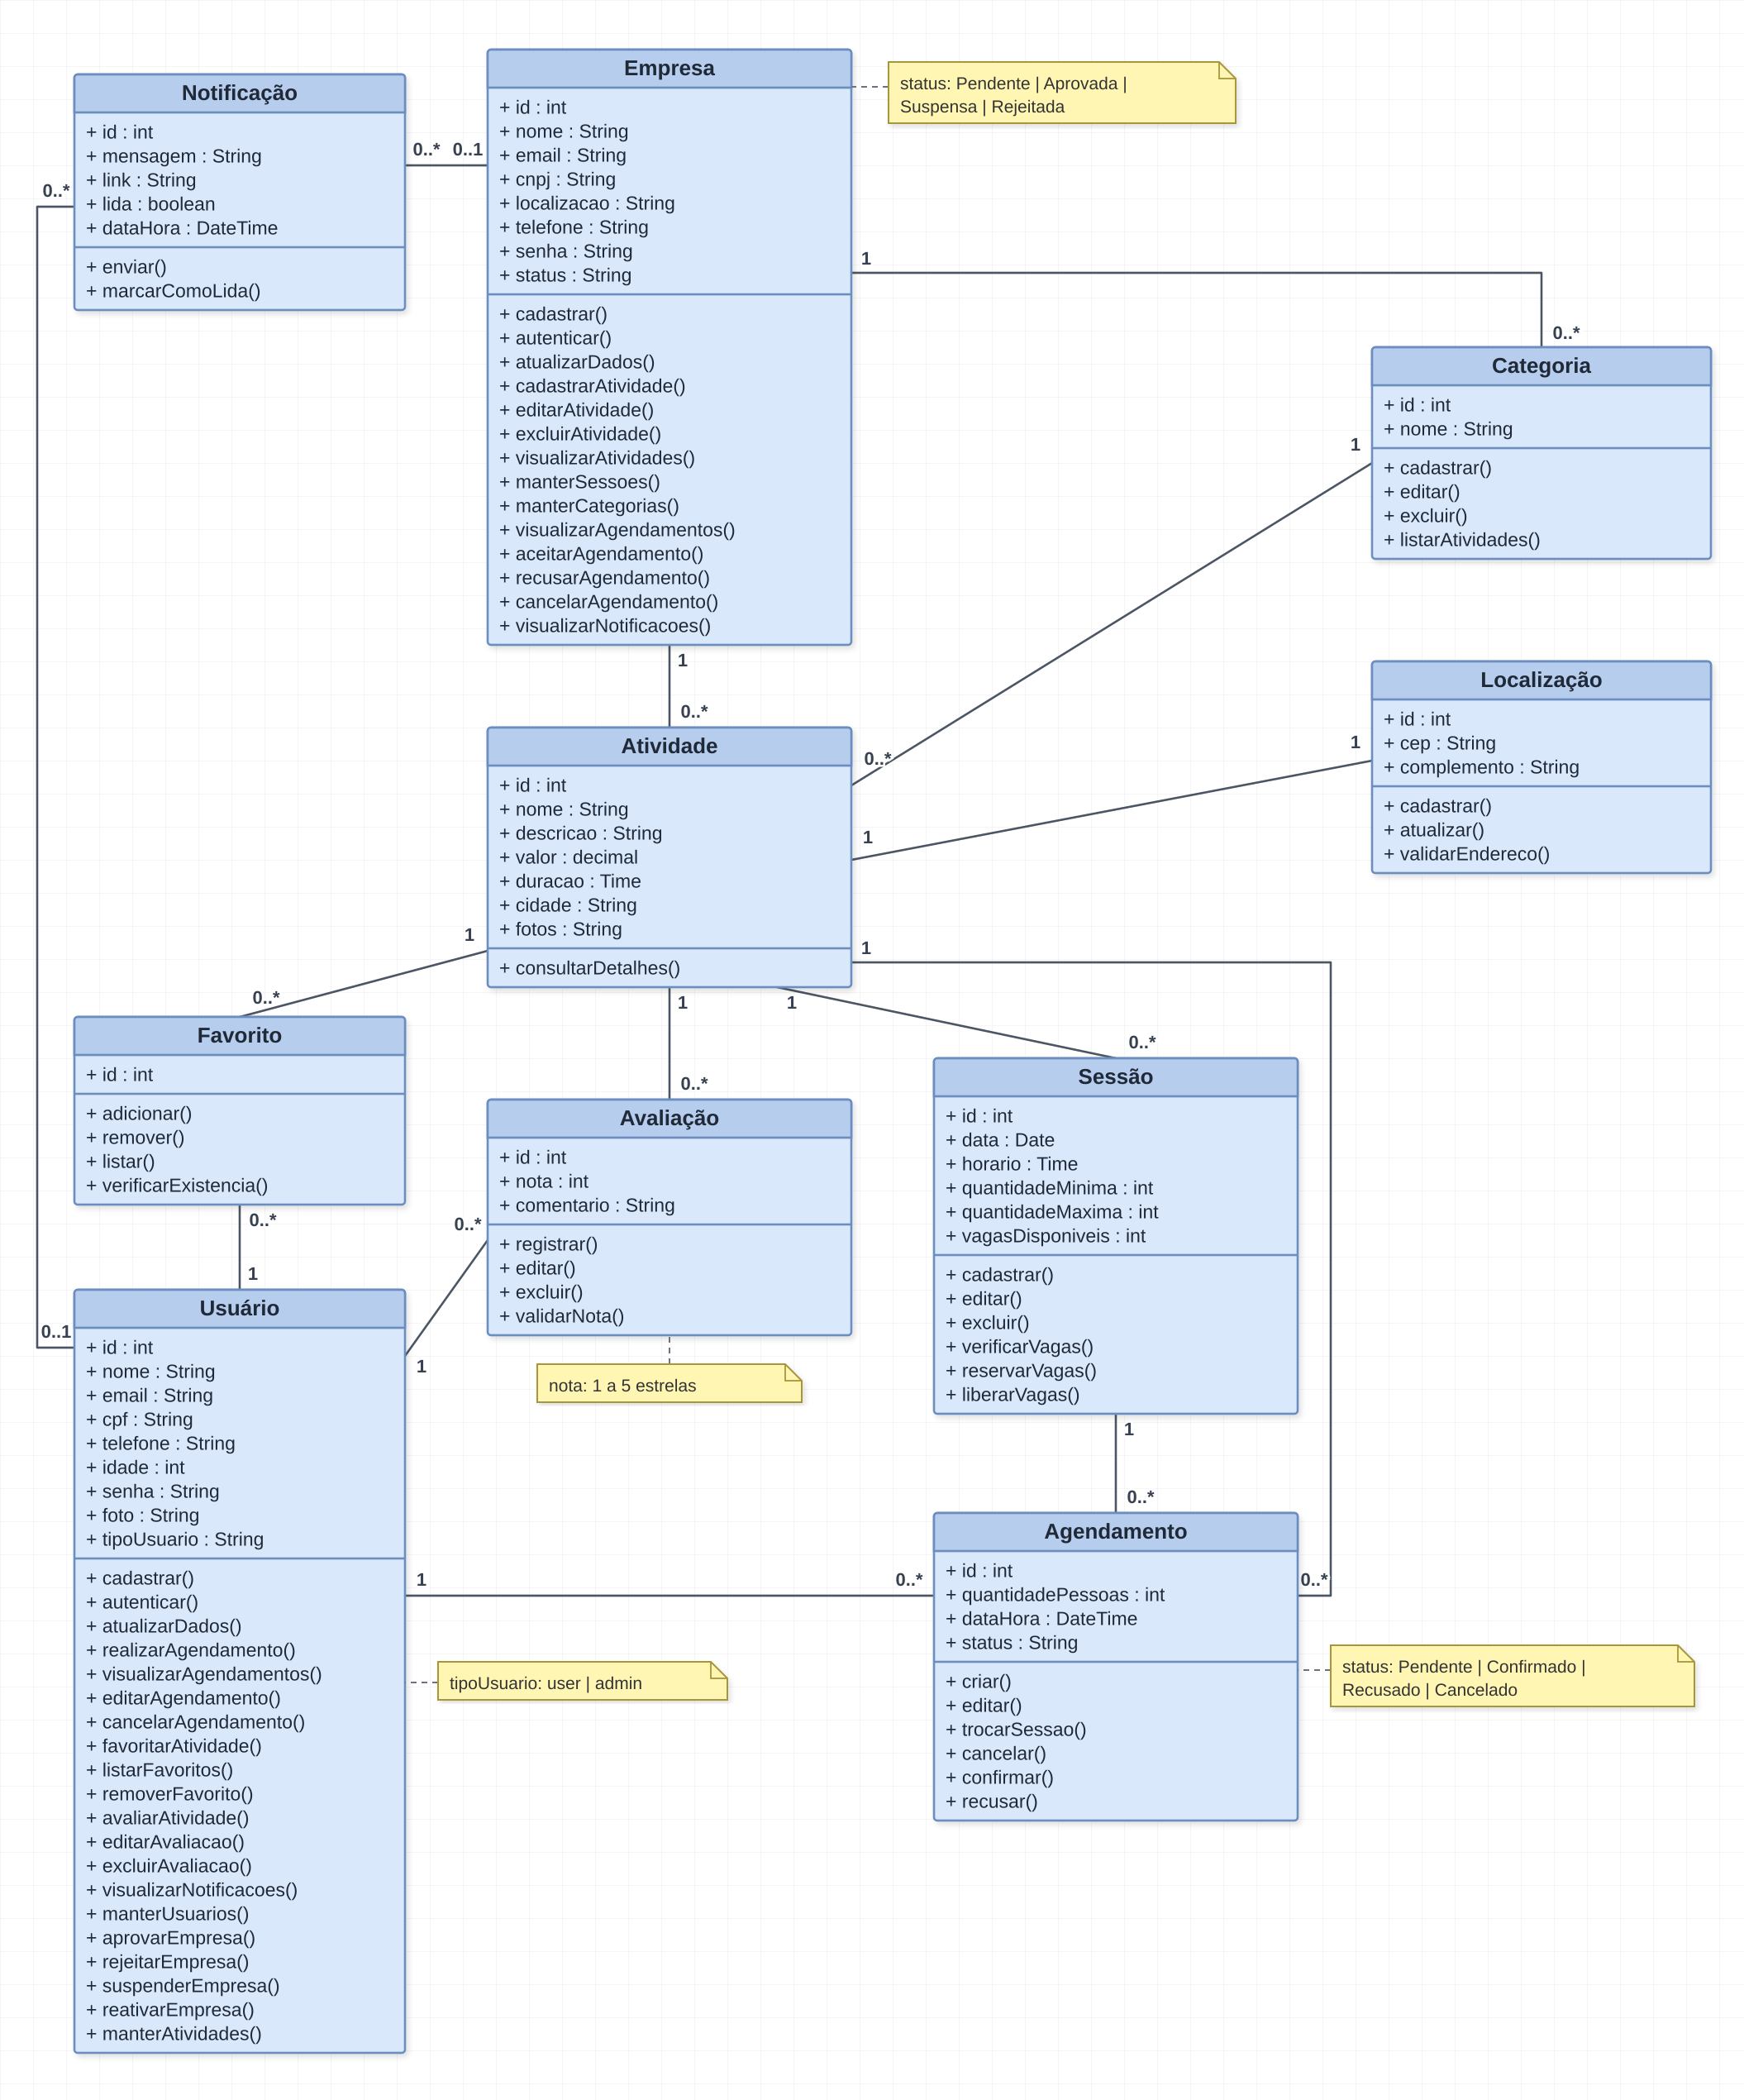 Notificação
+ id : int
+ mensagem : String
+ link : String
+ lida : boolean
+ dataHora : DateTime
+ enviar()
+ marcarComoLida()
0..*
0..1
0..*
Empresa
+ id : int
+ nome : String
+ email : String
+ cnpj : String
+ localizacao : String
+ telefone : String
+ senha : String
+ status : String
+ cadastrar()
+ autenticar()
+ atualizarDados()
+ cadastrarAtividade()
+ editarAtividade()
+ excluirAtividade()
+ visualizarAtividades()
+ manterSessoes()
+ manterCategorias()
+ visualizarAgendamentos()
+ aceitarAgendamento()
+ recusarAgendamento()
+ cancelarAgendamento()
+ visualizarNotificacoes()
status: Pendente | Aprovada |
Suspensa | Rejeitada
1
0..*
Categoria
+ id : int
+ nome : String
+ cadastrar()
+ editar()
+ excluir()
+ listarAtividades()
1
1
0..*
Atividade
+ id : int
+ nome : String
+ descricao : String
+ valor : decimal
+ duracao : Time
+ cidade : String
+ fotos : String
+ consultarDetalhes()
0..*
1
Localização
+ id : int
+ cep : String
+ complemento : String
+ cadastrar()
+ atualizar()
+ validarEndereco()
1
1
1
0..*
1
1
0..*
0..*
Favorito
+ id : int
+ adicionar()
+ remover()
+ listar()
+ verificarExistencia()
0..*
1
Avaliação
+ id : int
+ nota : int
+ comentario : String
+ registrar()
+ editar()
+ excluir()
+ validarNota()
0..*
1
nota: 1 a 5 estrelas
Sessão
+ id : int
+ data : Date
+ horario : Time
+ quantidadeMinima : int
+ quantidadeMaxima : int
+ vagasDisponiveis : int
+ cadastrar()
+ editar()
+ excluir()
+ verificarVagas()
+ reservarVagas()
+ liberarVagas()
1
0..*
0..1
Usuário
+ id : int
+ nome : String
+ email : String
+ cpf : String
+ telefone : String
+ idade : int
+ senha : String
+ foto : String
+ tipoUsuario : String
+ cadastrar()
+ autenticar()
+ atualizarDados()
+ realizarAgendamento()
+ visualizarAgendamentos()
+ editarAgendamento()
+ cancelarAgendamento()
+ favoritarAtividade()
+ listarFavoritos()
+ removerFavorito()
+ avaliarAtividade()
+ editarAvaliacao()
+ excluirAvaliacao()
+ visualizarNotificacoes()
+ manterUsuarios()
+ aprovarEmpresa()
+ rejeitarEmpresa()
+ suspenderEmpresa()
+ reativarEmpresa()
+ manterAtividades()
1
0..*
tipoUsuario: user | admin
Agendamento
+ id : int
+ quantidadePessoas : int
+ dataHora : DateTime
+ status : String
+ criar()
+ editar()
+ trocarSessao()
+ cancelar()
+ confirmar()
+ recusar()
0..*
status: Pendente | Confirmado |
Recusado | Cancelado